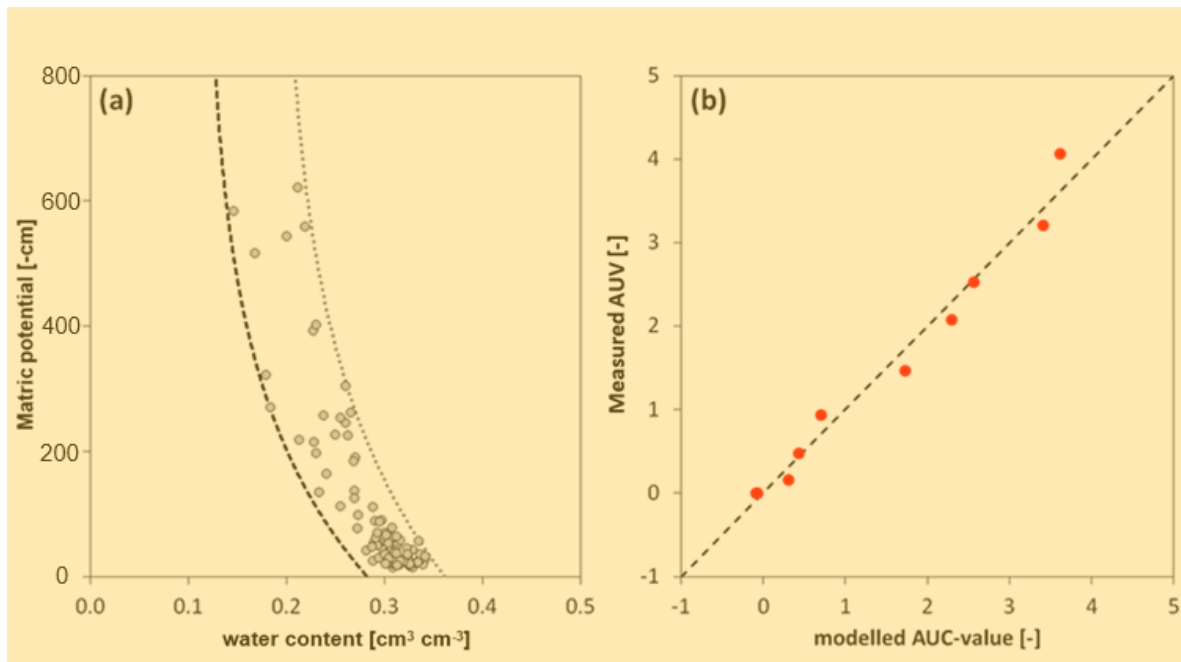 (a)
800
600
400
200
0
Matric potential [-cm]
0.0 0.1 0.2 0.3 0.4 0.5
water content [cm³ cm⁻³]
(b)
5
4
3
2
1
0
-1
Measured AUV [-]
-1 0 1 2 3 4 5
modelled AUC-value [-]